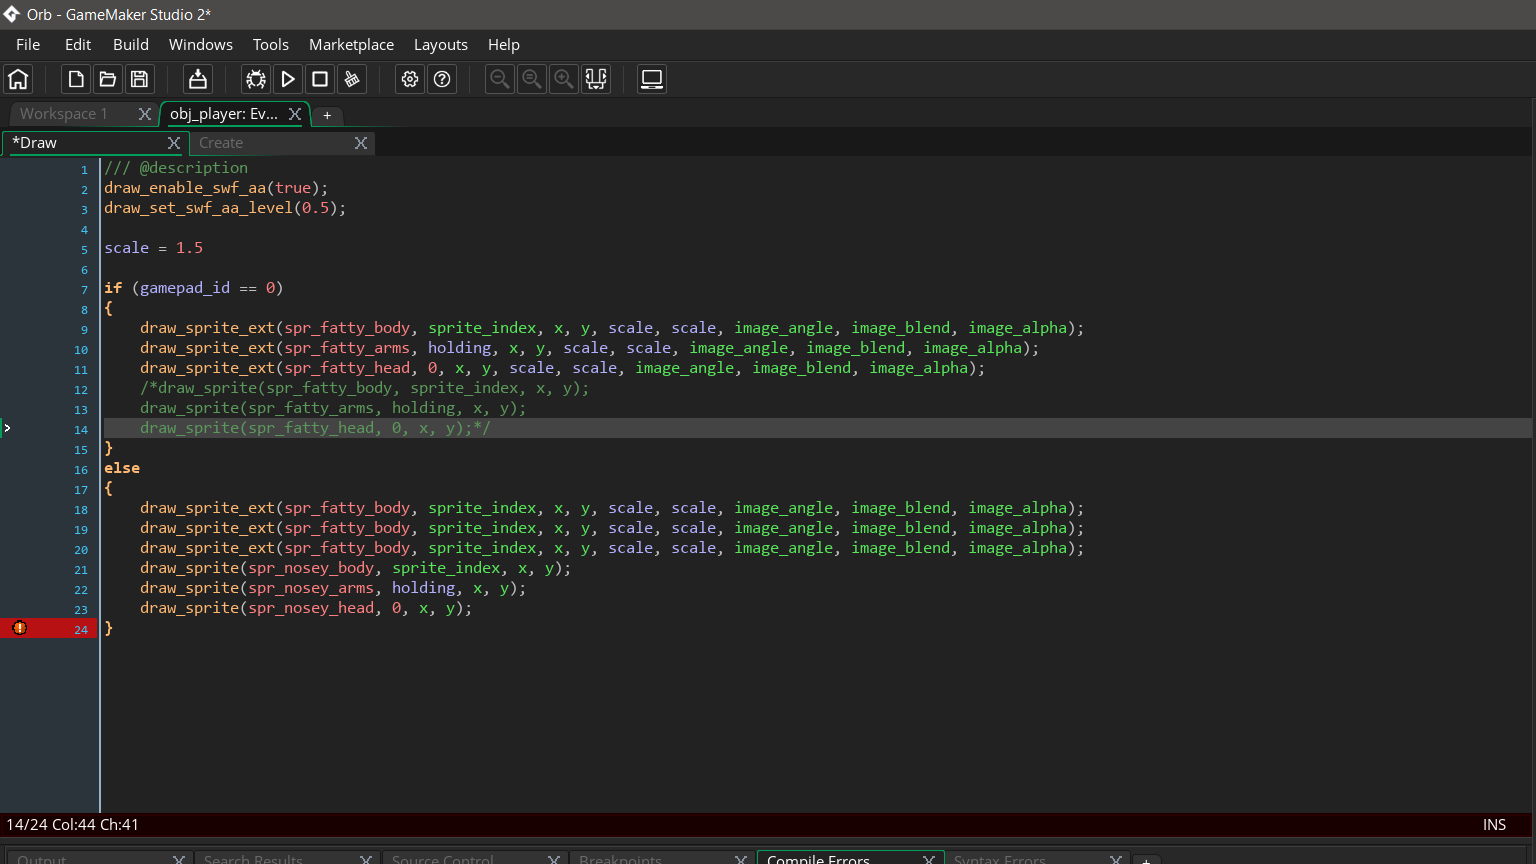 Orb - GameMaker Studio 2*
File Edit Build Windows Tools Marketplace Layouts Help
Workspace 1 obj_player: Ev... +
*Draw Create
1 /// @description
2 draw_enable_swf_aa(true);
3 draw_set_swf_aa_level(0.5);
4
5 scale = 1.5
6
7 if (gamepad_id == 0)
8 {
9 draw_sprite_ext(spr_fatty_body, sprite_index, x, y, scale, scale, image_angle, image_blend, image_alpha);
10 draw_sprite_ext(spr_fatty_arms, holding, x, y, scale, scale, image_angle, image_blend, image_alpha);
11 draw_sprite_ext(spr_fatty_head, 0, x, y, scale, scale, image_angle, image_blend, image_alpha);
12 /*draw_sprite(spr_fatty_body, sprite_index, x, y);
13 draw_sprite(spr_fatty_arms, holding, x, y);
14 draw_sprite(spr_fatty_head, 0, x, y);*/
15 }
16 else
17 {
18 draw_sprite_ext(spr_fatty_body, sprite_index, x, y, scale, scale, image_angle, image_blend, image_alpha);
19 draw_sprite_ext(spr_fatty_body, sprite_index, x, y, scale, scale, image_angle, image_blend, image_alpha);
20 draw_sprite_ext(spr_fatty_body, sprite_index, x, y, scale, scale, image_angle, image_blend, image_alpha);
21 draw_sprite(spr_nosey_body, sprite_index, x, y);
22 draw_sprite(spr_nosey_arms, holding, x, y);
23 draw_sprite(spr_nosey_head, 0, x, y);
24 }
14/24 Col:44 Ch:41 INS
Output Search Results Source Control Breakpoints Compile Errors Syntax Errors +